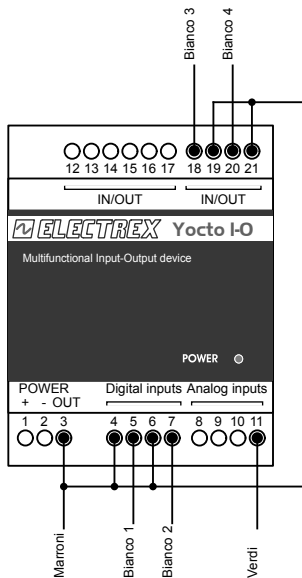 Bianco 3
Bianco 4
12 13 14 15 16 17 18 19 20 21
IN/OUT IN/OUT
ELECTREX Yocto I-O
Multifunctional Input-Output device
POWER
POWER Digital inputs Analog inputs
+ - OUT
1 2 3 4 5 6 7 8 9 10 11
Marroni
Bianco 1
Bianco 2
Verdi